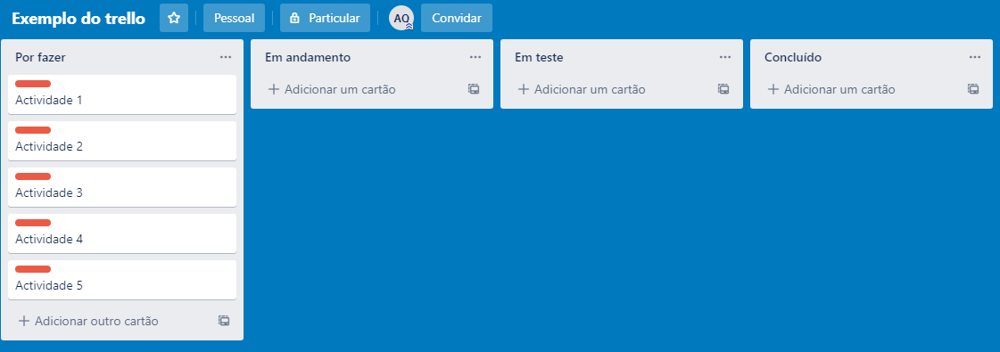 Exemplo do trello
Pessoal
Particular
AQ
Convidar
Por fazer
Actividade 1
Actividade 2
Actividade 3
Actividade 4
Actividade 5
Adicionar outro cartão
Em andamento
Adicionar um cartão
Em teste
Adicionar um cartão
Concluído
Adicionar um cartão